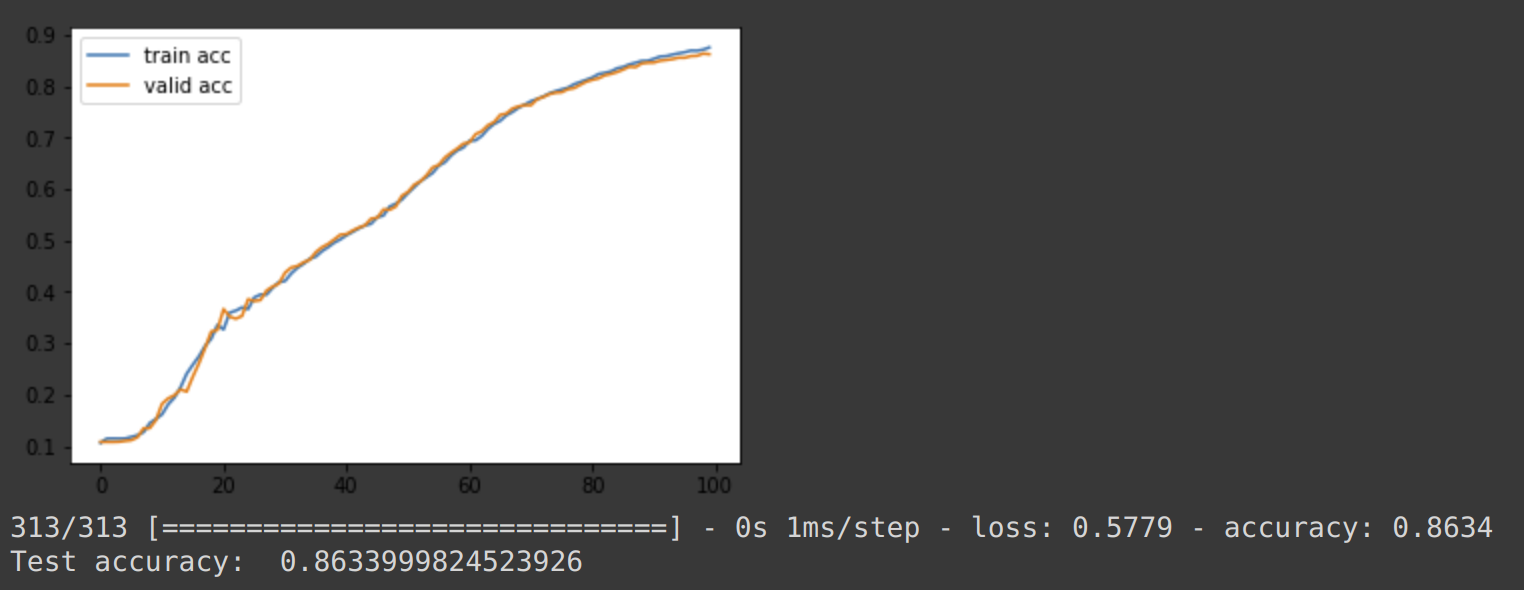 0.9
train acc
valid acc
0.8
0.7
0.6
0.5
0.4
0.3
0.2
0.1
0 20 40 60 80 100
313/313 [==============================] - 0s 1ms/step - loss: 0.5779 - accuracy: 0.8634
Test accuracy:  0.8633999824523926